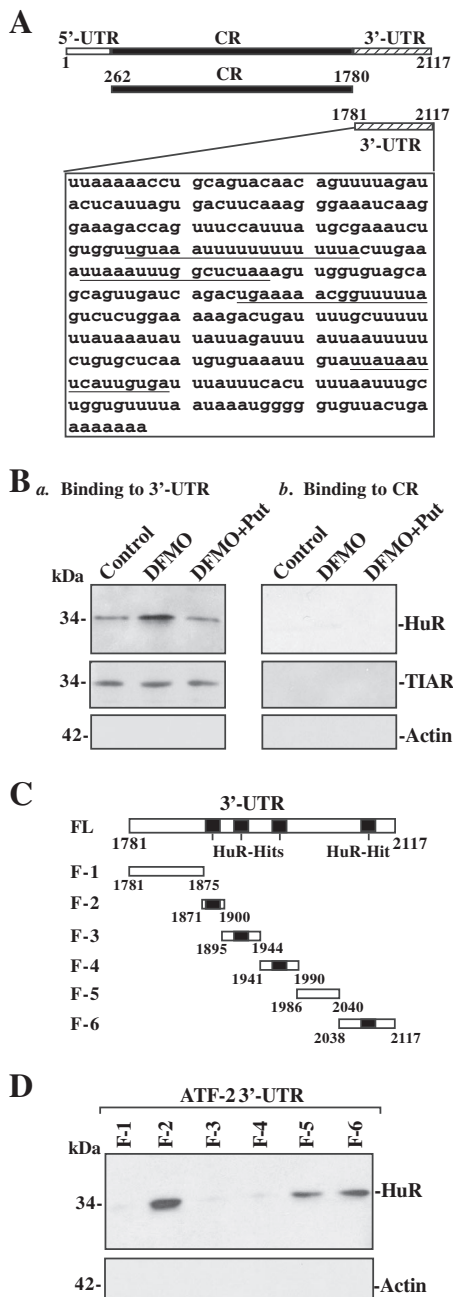 A
5'-UTR CR 3'-UTR
1 2117
262 CR 1780
1781 2117
3'-UTR
uuaaaaaccu gcaguacaac aguuuuagau
acucauuagu gacuucaaag ggaaaucaag
gaaagaccag uuuccauuau ugcgaaaucu
gugguuguaa auuuuuuuuu uuuacuugaa
auuaaauuug gcucuaaagu ugguguagca
gcaguugauc agacugaaaa acgguuuuua
gucucuggaa aaagacugau uugcuuuuu
uuauaaauau uauuagauuu auuaauuuuu
cugugcucaa uguguaaauu guauuauaau
ucauugugau uuauuucacu uuaauuugc
ugguguuuua auaaaugggg guguuacuga
aaaaaaa
B
a. Binding to 3'-UTR b. Binding to CR
Control DFMO DFMO+Put Control DFMO DFMO+Put
kDa
34- -HuR
34- -TIAR
42- -Actin
C
3'-UTR
FL
1781 HuR-Hits HuR-Hit 2117
F-1
1781 1875
F-2
1871 1900
F-3
1895 1944
F-4
1941 1990
F-5
1986 2040
F-6
2038 2117
D
ATF-2 3'-UTR
kDa F-1 F-2 F-3 F-4 F-5 F-6
34- -HuR
42- -Actin